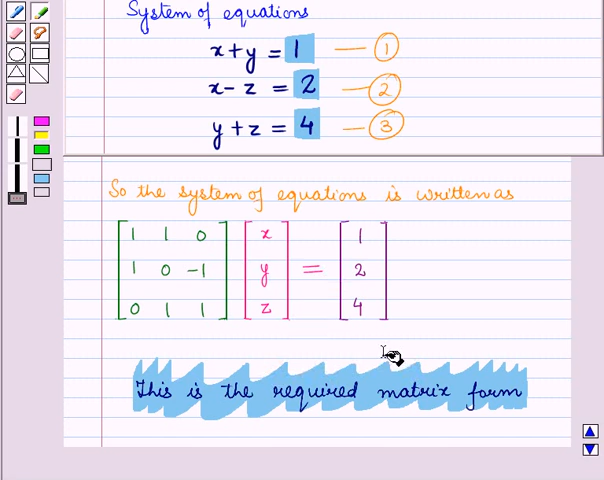 System of equations
x+y = 1 — ①
x- z = 2 — ②
y+z = 4 — ③
So the system of equations is written as
[1 1 0] [x] [1]
[1 0 -1] [y] = [2]
[0 1 1] [z] [4]
This is the required matrix form